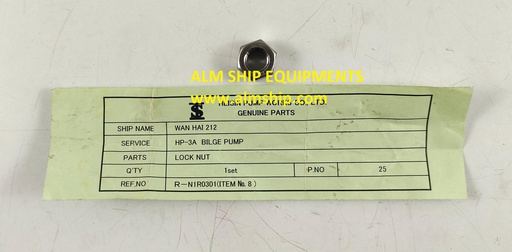 ALM SHIP EQUIPMENTS
www.almship.com
GENUINE PARTS
SHIP NAME WAN HAI 212
SERVICE HP-3A BILGE PUMP
PARTS LOCK NUT
Q'TY 1set P.NO 25
REF.NO R-N1R0301(ITEM № 8)